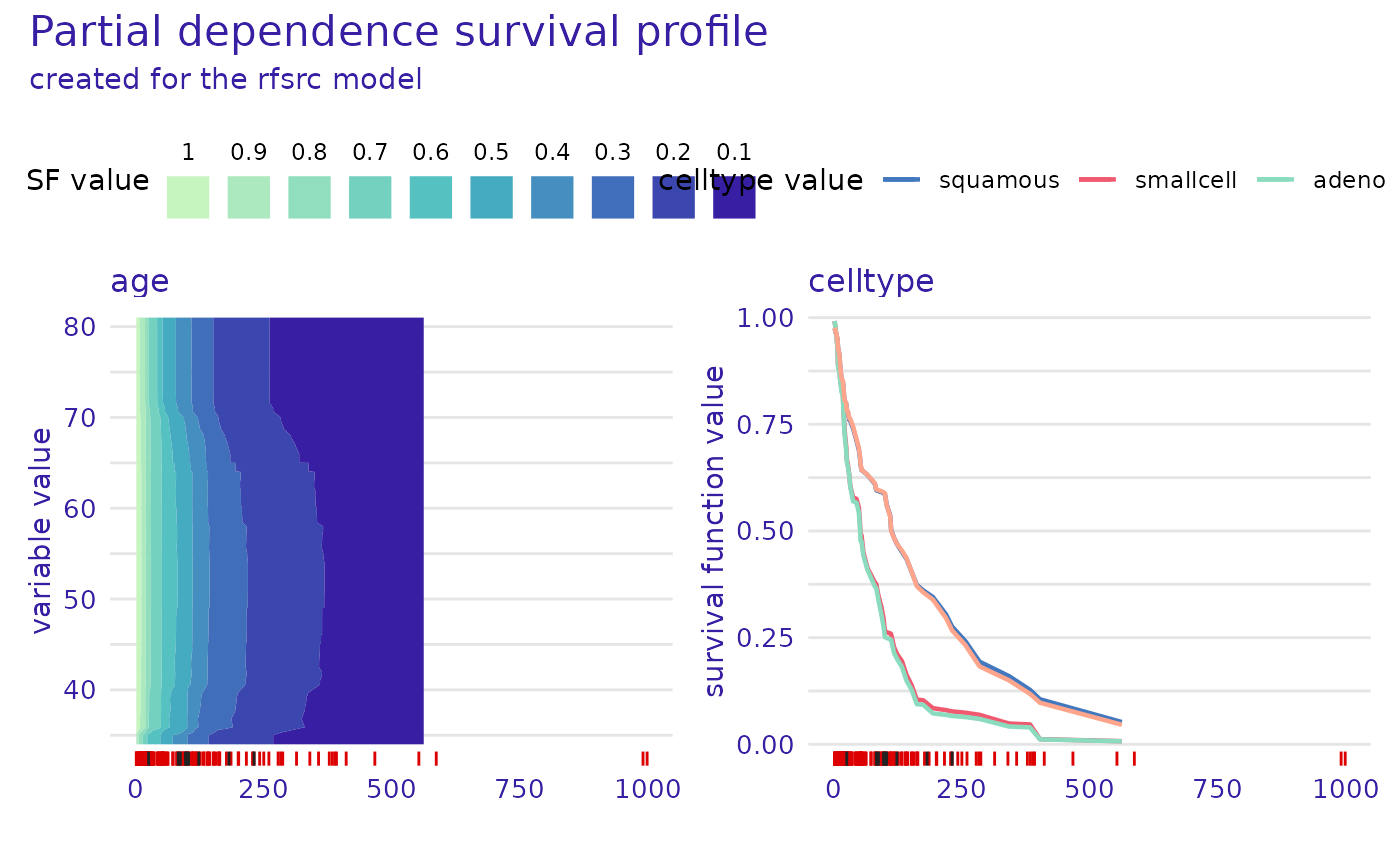 Partial dependence survival profile
created for the rfsrc model
1 0.9 0.8 0.7 0.6 0.5 0.4 0.3 0.2 0.1
SF value
celltype value squamous smallcell adeno
age
80
70
60
50
40
variable value
0 250 500 750 1000
celltype
1.00
0.75
0.50
0.25
0.00
survival function value
0 250 500 750 1000